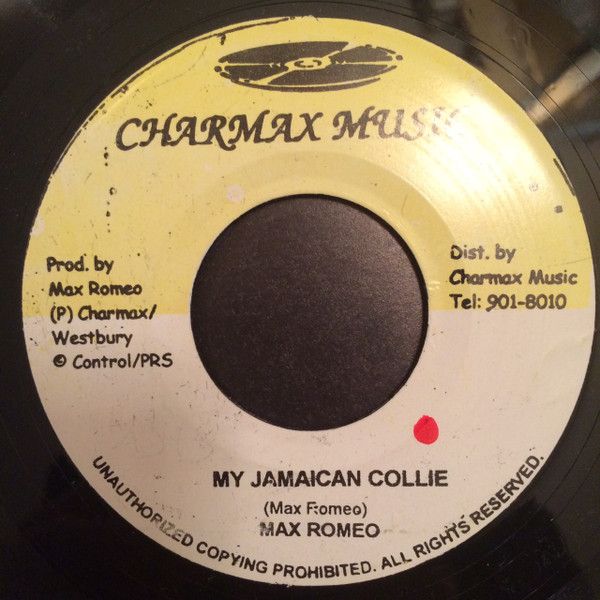 CHARMAX MUSIC
Prod. by
Max Romeo
(P) Charmax/
Westbury
© Control/PRS
Dist. by
Charmax Music
Tel: 901-8010
MY JAMAICAN COLLIE
(Max Romeo)
MAX ROMEO
UNAUTHORIZED COPYING PROHIBITED. ALL RIGHTS RESERVED.